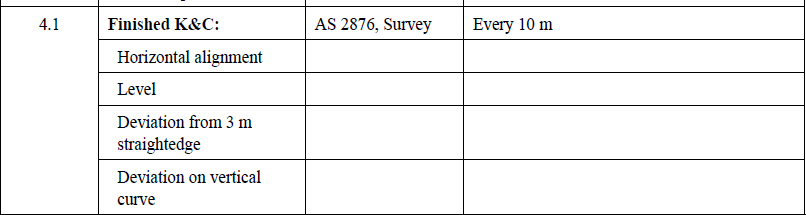 4.1 Finished K&C: AS 2876, Survey Every 10 m
Horizontal alignment
Level
Deviation from 3 m
straightedge
Deviation on vertical
curve